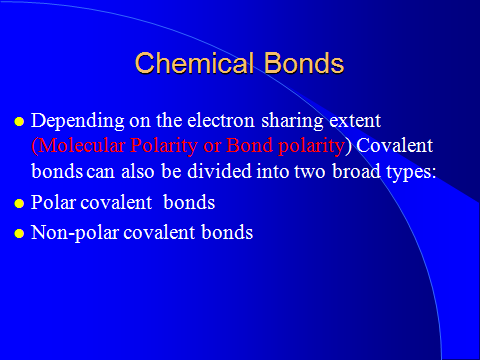 Chemical Bonds
Depending on the electron sharing extent
(Molecular Polarity or Bond polarity) Covalent
bonds can also be divided into two broad types:
Polar covalent  bonds
Non-polar covalent bonds